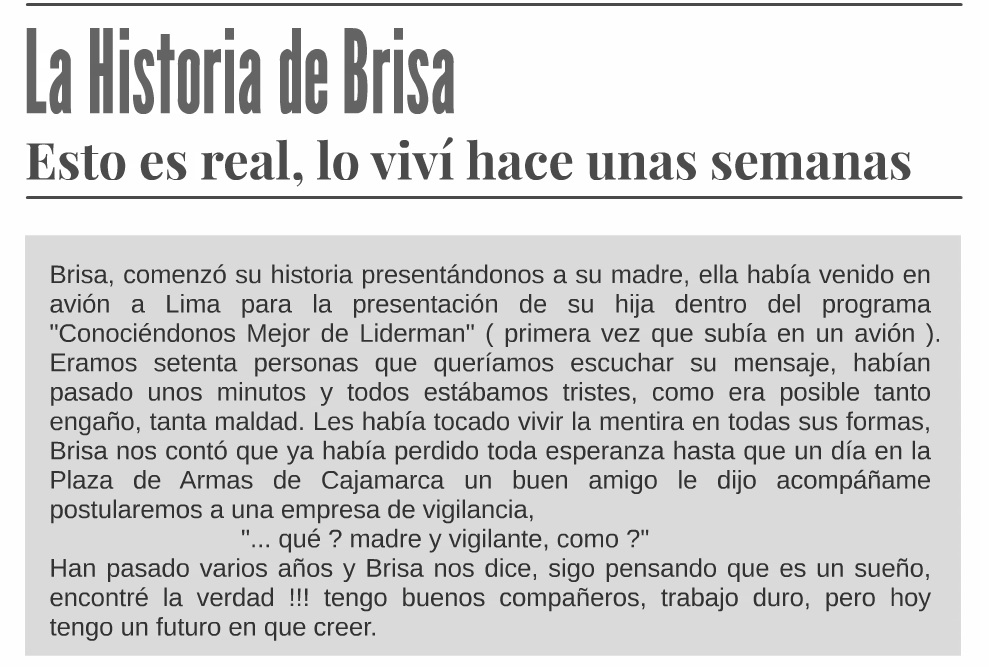 La Historia de Brisa
Esto es real, lo viví hace unas semanas
Brisa, comenzó su historia presentándonos a su madre, ella había venido en
avión a Lima para la presentación de su hija dentro del programa
"Conociéndonos Mejor de Liderman" ( primera vez que subía en un avión ).
Eramos setenta personas que queríamos escuchar su mensaje, habían
pasado unos minutos y todos estábamos tristes, como era posible tanto
engaño, tanta maldad. Les había tocado vivir la mentira en todas sus formas,
Brisa nos contó que ya había perdido toda esperanza hasta que un día en la
Plaza de Armas de Cajamarca un buen amigo le dijo acompáñame
postularemos a una empresa de vigilancia,
"... qué ? madre y vigilante, como ?"
Han pasado varios años y Brisa nos dice, sigo pensando que es un sueño,
encontré la verdad !!! tengo buenos compañeros, trabajo duro, pero hoy
tengo un futuro en que creer.